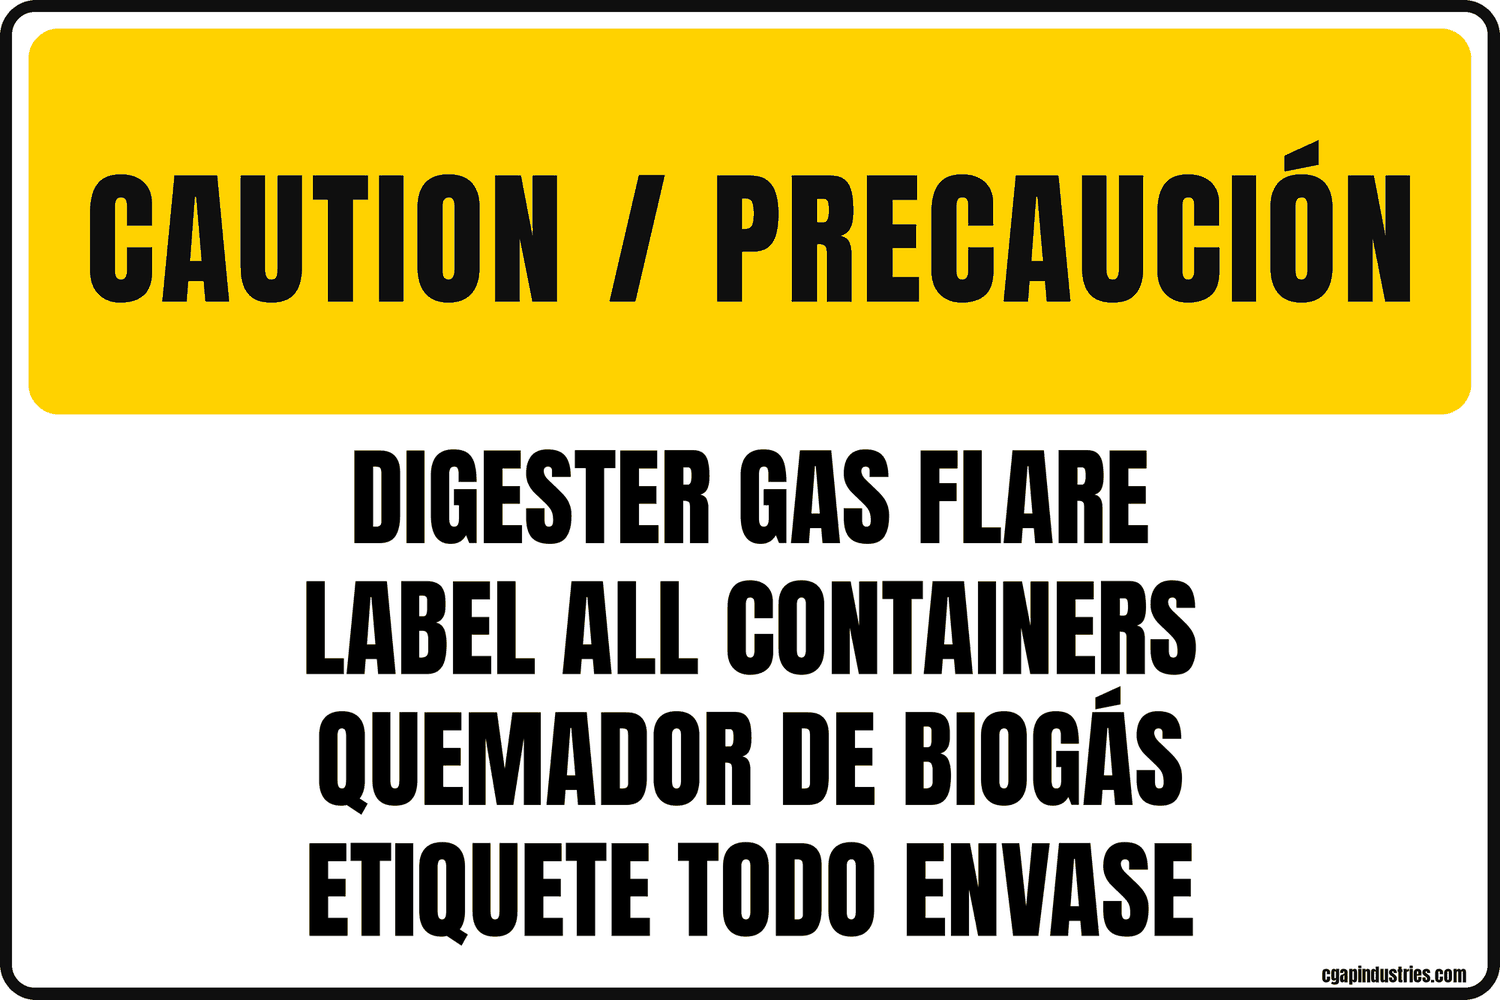 CAUTION / PRECAUCIÓN
DIGESTER GAS FLARE
LABEL ALL CONTAINERS
QUEMADOR DE BIOGÁS
ETIQUETE TODO ENVASE
cgapindustries.com